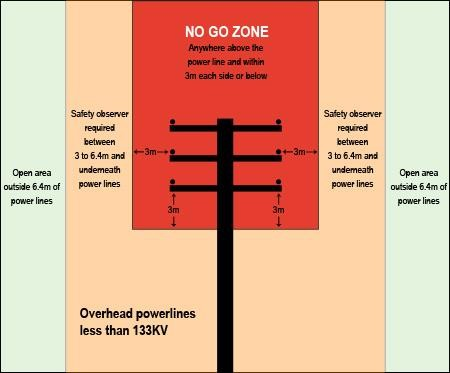 NO GO ZONE
Anywhere above the
power line and within
3m each side or below
Safety observer
required
between
3 to 6.4m and
underneath
power lines
Safety observer
required
between
3 to 6.4m and
underneath
power lines
3m
3m
Open area
outside 6.4m of
power lines
Open area
outside 6.4m of
power lines
3m
3m
Overhead powerlines
less than 133KV